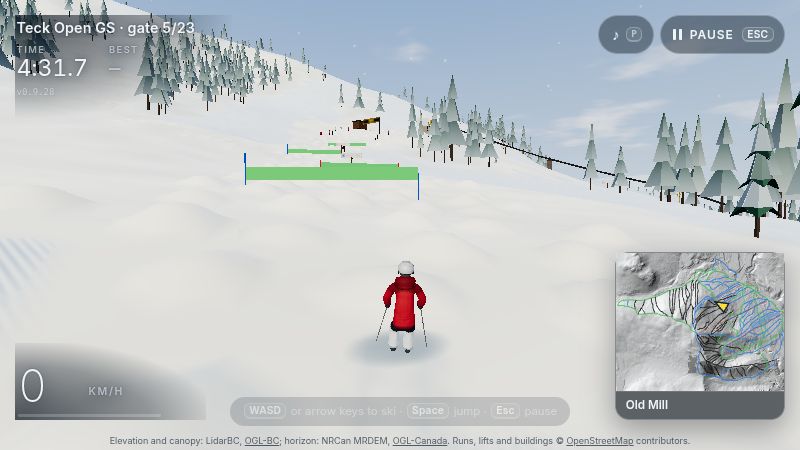 Teck Open GS · gate 5/23
TIME BEST
4:31.7 –
v0.9.28
♪ P
PAUSE ESC
0 KM/H
WASD or arrow keys to ski · Space jump · Esc pause
Old Mill
Elevation and canopy: LidarBC, OGL-BC; horizon: NRCan MRDEM, OGL-Canada. Runs, lifts and buildings © OpenStreetMap contributors.